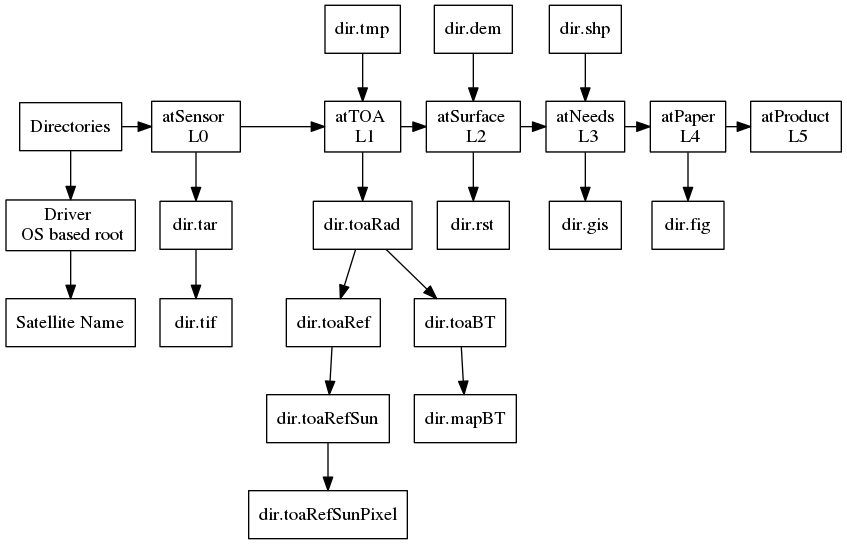 dir.tmp
dir.dem
dir.shp
Directories
atSensor
L0
atTOA
L1
atSurface
L2
atNeeds
L3
atPaper
L4
atProduct
L5
Driver
OS based root
dir.tar
dir.toaRad
dir.rst
dir.gis
dir.fig
Satellite Name
dir.tif
dir.toaRef
dir.toaBT
dir.toaRefSun
dir.mapBT
dir.toaRefSunPixel